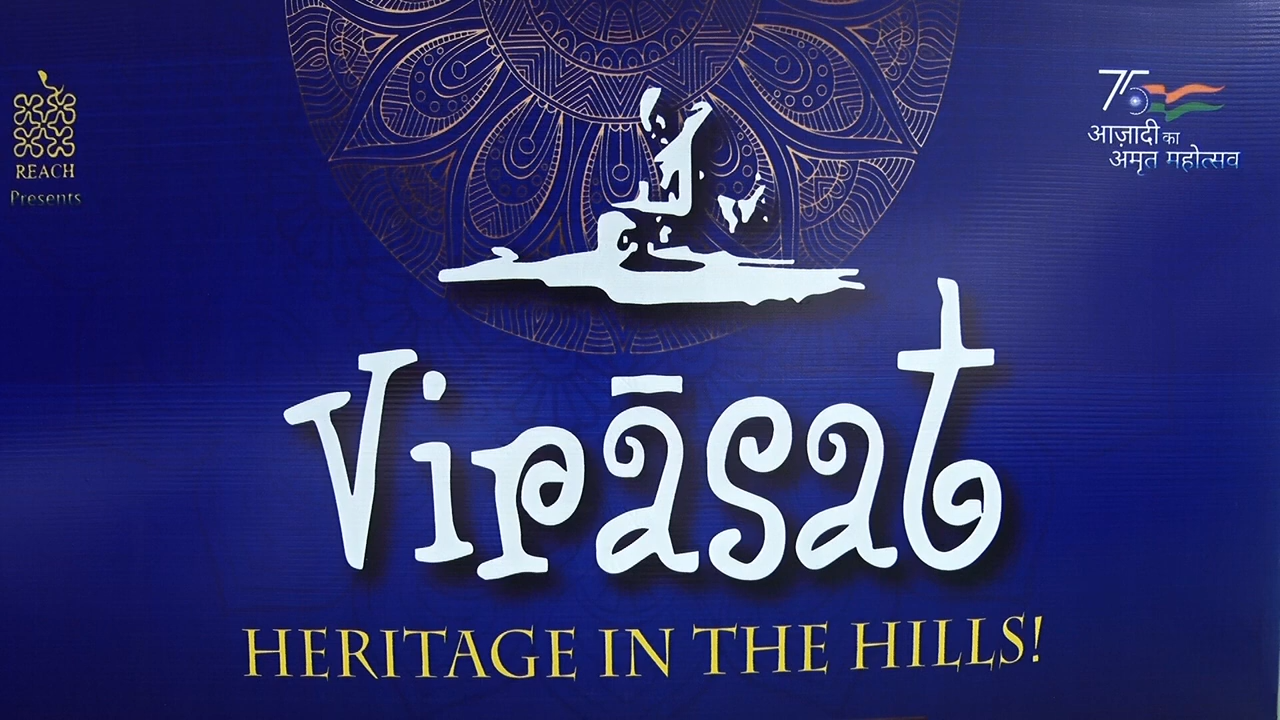 REACH
Presents
75
आज़ादी का
अमृत महोत्सव
Virāsat
HERITAGE IN THE HILLS!